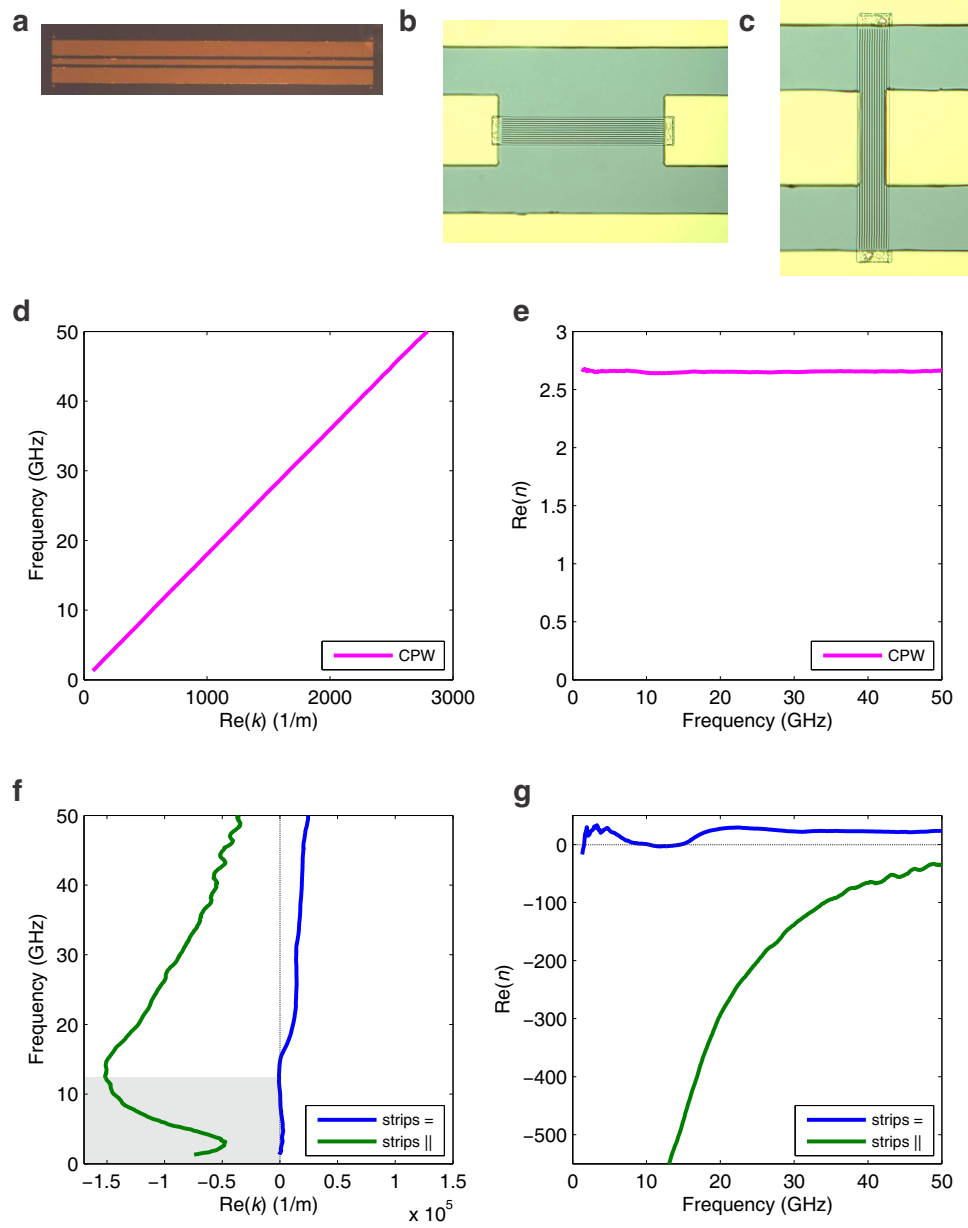 a
b
c
d
50
40
30
20
10
0
Frequency (GHz)
0
1000
2000
3000
Re(k) (1/m)
CPW
e
3
2.5
2
1.5
1
0.5
0
Re(n)
0
10
20
30
40
50
Frequency (GHz)
CPW
f
50
40
30
20
10
0
Frequency (GHz)
−1.5
−1
−0.5
0
0.5
1
1.5
Re(k) (1/m)
x 10^5
strips =
strips ||
g
0
−100
−200
−300
−400
−500
Re(n)
0
10
20
30
40
50
Frequency (GHz)
strips =
strips ||